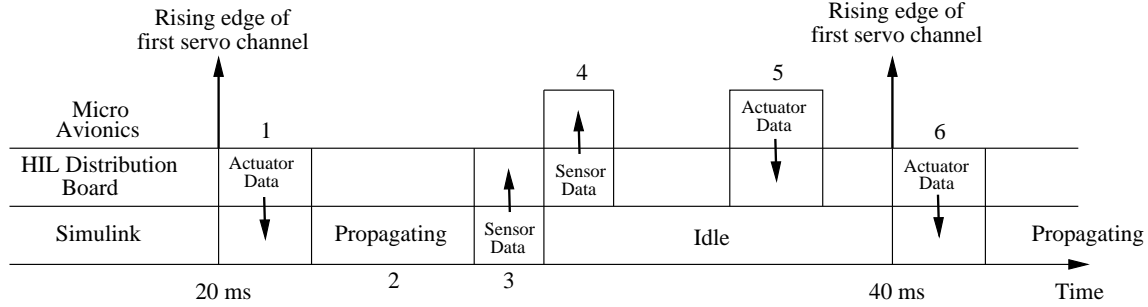 Rising edge of
first servo channel
Rising edge of
first servo channel
4
5
Micro
Avionics
1
Actuator
Data
6
HIL Distribution
Board
Actuator
Data
Sensor
Data
Actuator
Data
Simulink
Propagating
Sensor
Data
Idle
Propagating
2
3
20 ms
40 ms
Time